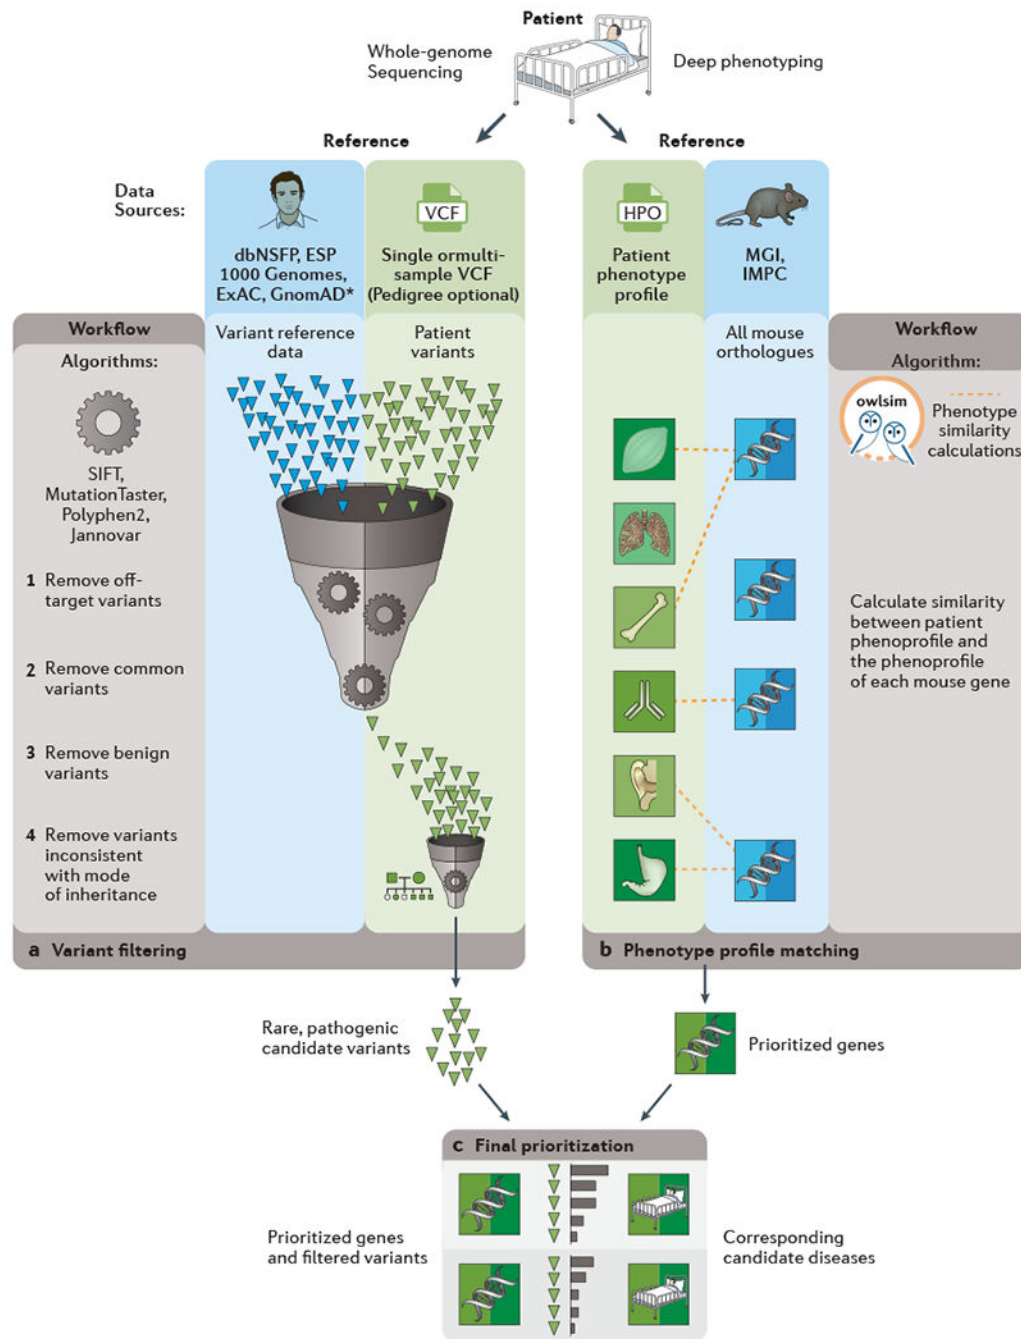 Patient
Whole-genome
Sequencing
Deep phenotyping
Reference
Reference
Data
Sources:
dbNSFP, ESP
1000 Genomes,
ExAC, GnomAD*
VCF
Single ormulti-
sample VCF
(Pedigree optional)
HPO
Patient
phenotype
profile
MGI,
IMPC
Workflow
Algorithms:
SIFT,
MutationTaster,
Polyphen2,
Jannovar
1 Remove off-
target variants
2 Remove common
variants
3 Remove benign
variants
4 Remove variants
inconsistent
with mode
of inheritance
Variant reference
data
Patient
variants
All mouse
orthologues
Workflow
Algorithm:
owlsim
Phenotype
similarity
calculations
Calculate similarity
between patient
phenoprofile and
the phenoprofile
of each mouse gene
a Variant filtering
b Phenotype profile matching
Rare, pathogenic
candidate variants
Prioritized genes
c Final prioritization
Prioritized genes
and filtered variants
Corresponding
candidate diseases